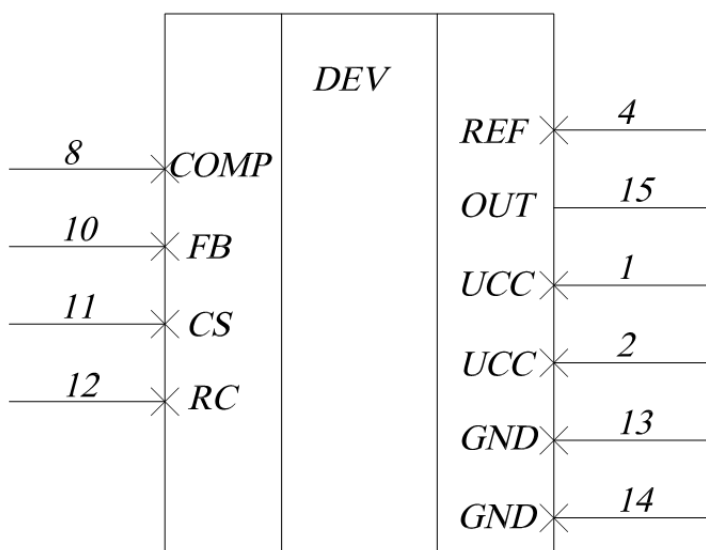 DEV
8 COMP
10 FB
11 CS
12 RC
REF 4
OUT 15
UCC 1
UCC 2
GND 13
GND 14